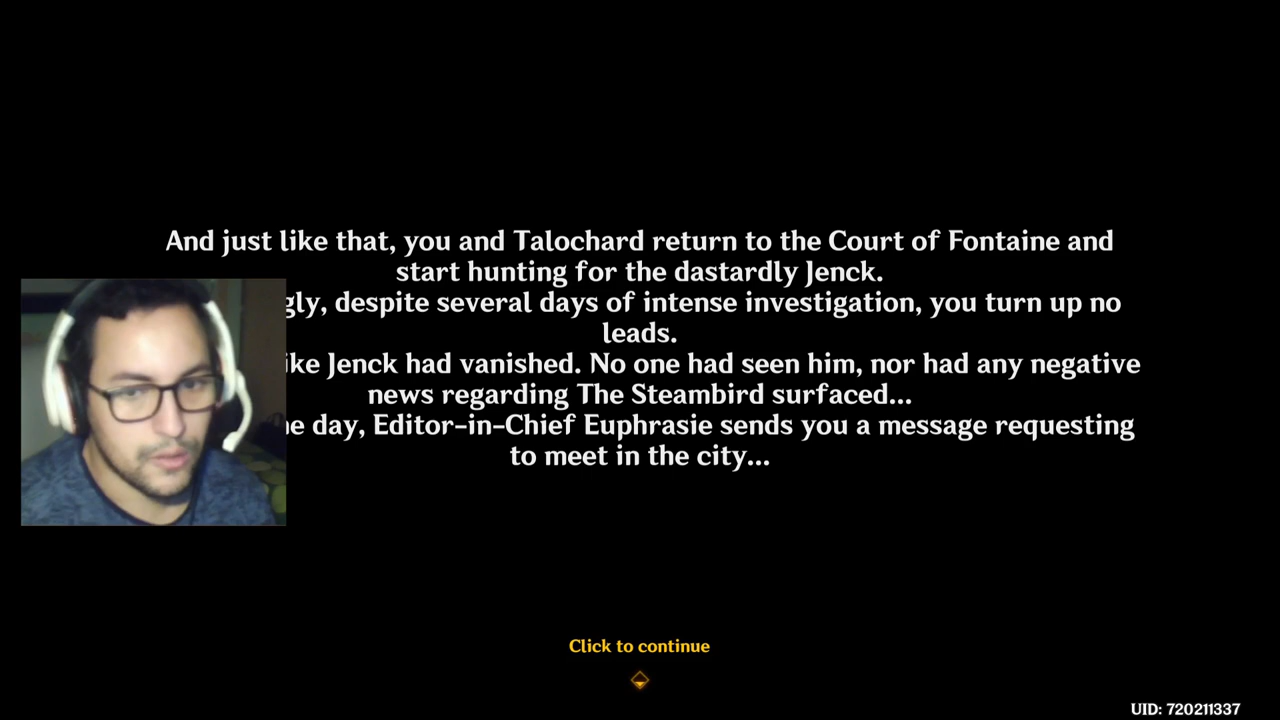 And just like that, you and Talochard return to the Court of Fontaine and
start hunting for the dastardly Jenck.
despite several days of intense investigation, you turn up no
leads.
Jenck had vanished. No one had seen him, nor had any negative
news regarding The Steambird surfaced...
day, Editor-in-Chief Euphrasie sends you a message requesting
to meet in the city...
Click to continue
UID: 720211337